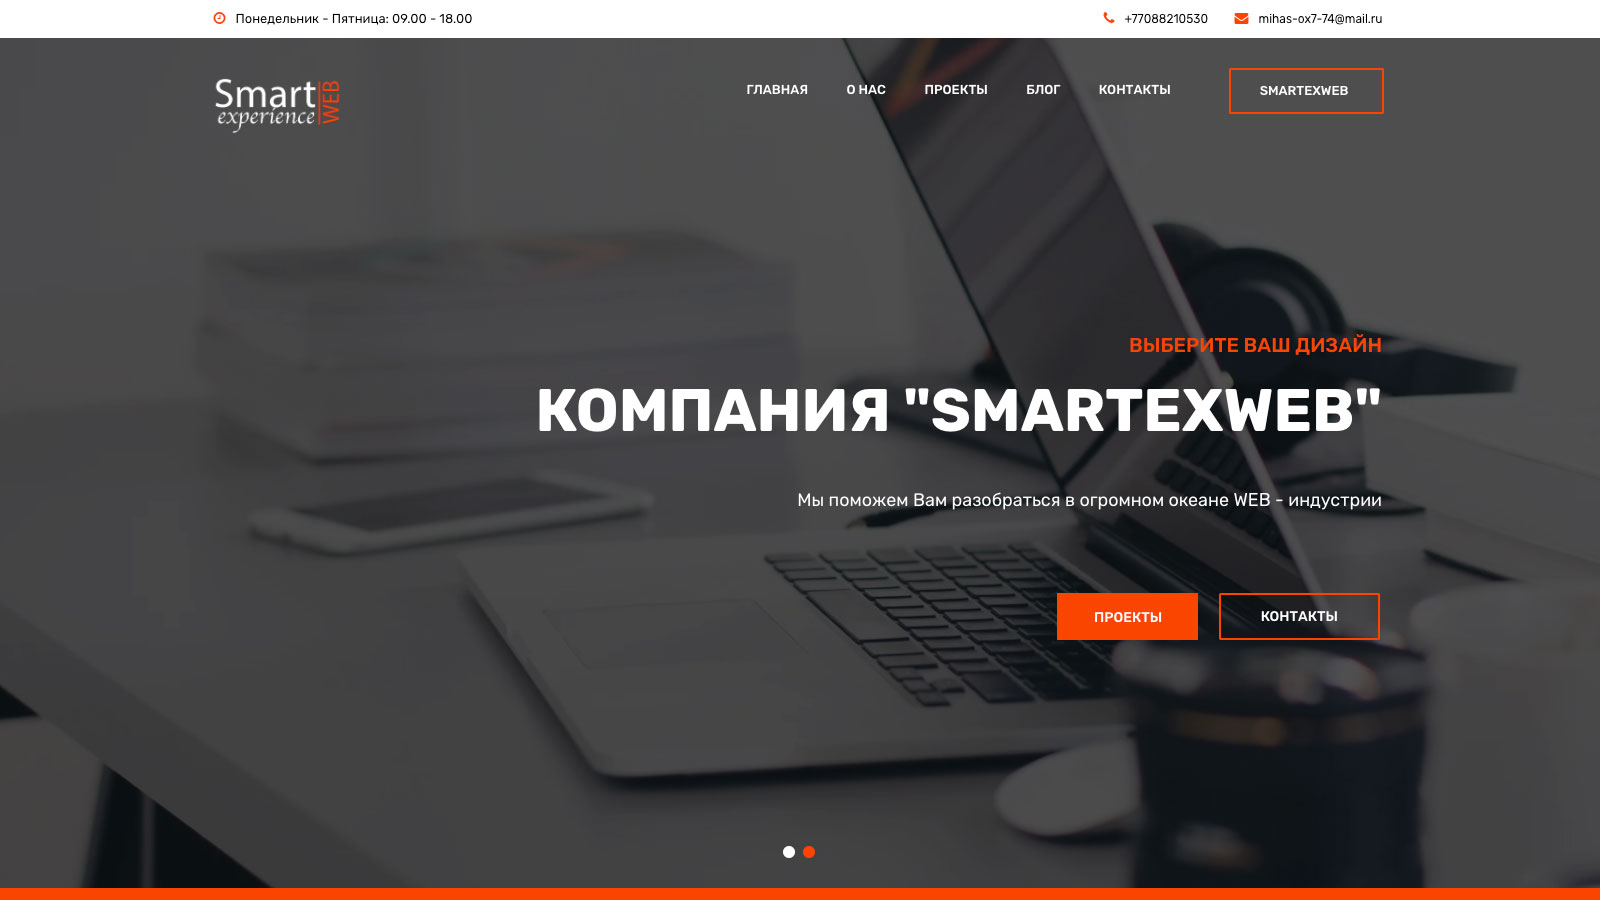 Понедельник - Пятница: 09.00 - 18.00
+77088210530
mihas-ox7-74@mail.ru
Smart
experience
WEB
ГЛАВНАЯ
О НАС
ПРОЕКТЫ
БЛОГ
КОНТАКТЫ
SMARTEXWEB
ВЫБЕРИТЕ ВАШ ДИЗАЙН
КОМПАНИЯ "SMARTEXWEB"
Мы поможем Вам разобраться в огромном океане WEB - индустрии
ПРОЕКТЫ
КОНТАКТЫ